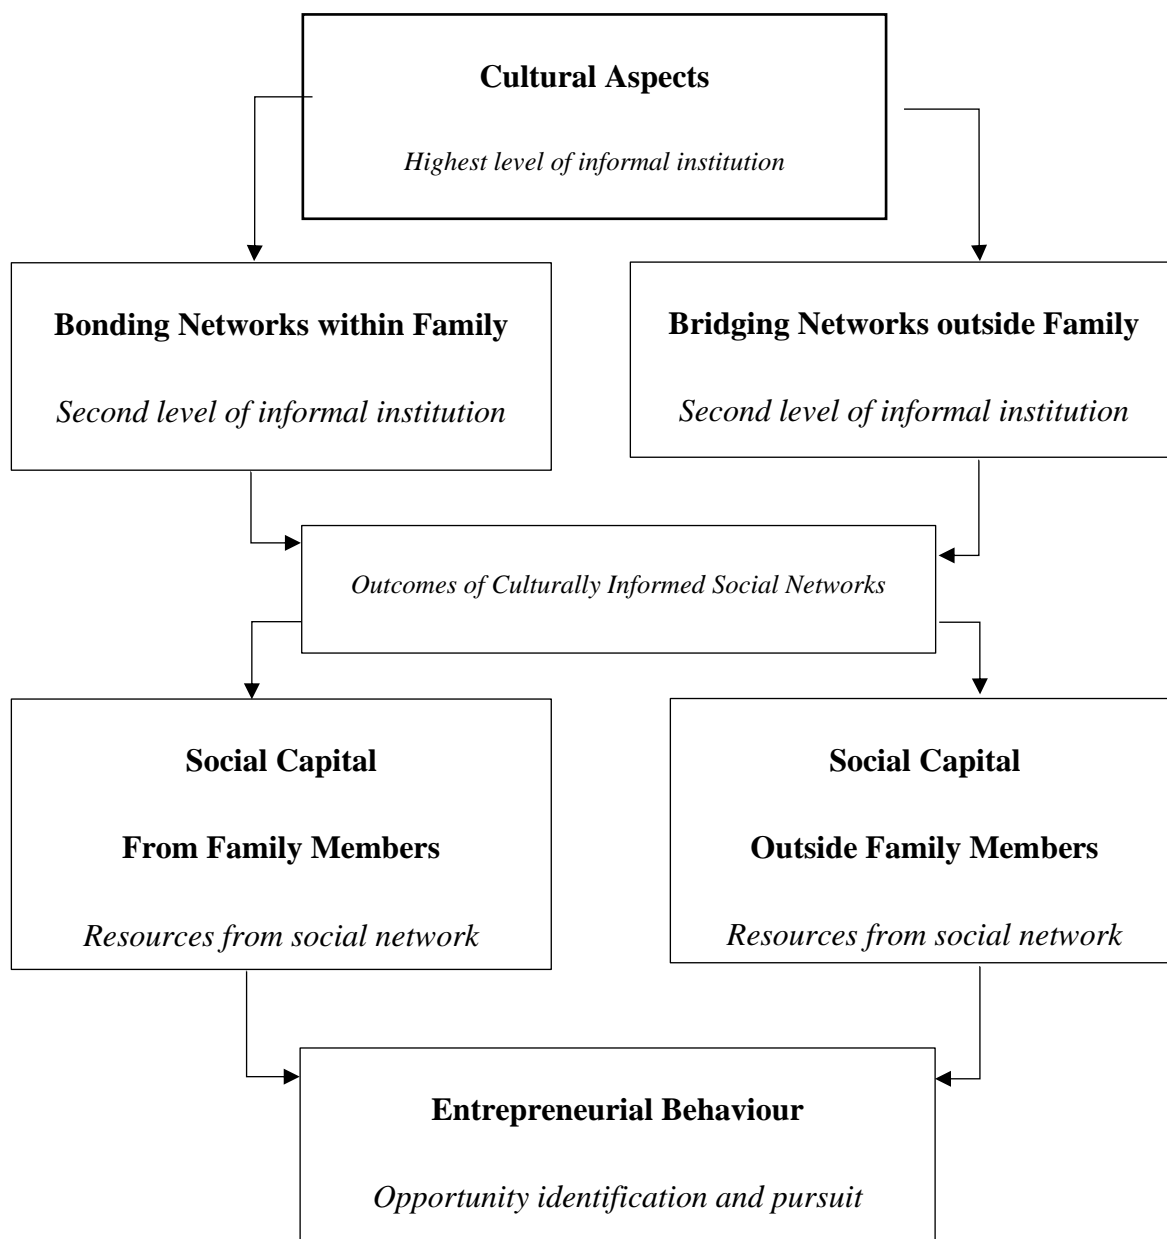 Cultural Aspects
Highest level of informal institution
Bonding Networks within Family
Second level of informal institution
Bridging Networks outside Family
Second level of informal institution
Outcomes of Culturally Informed Social Networks
Social Capital
From Family Members
Resources from social network
Social Capital
Outside Family Members
Resources from social network
Entrepreneurial Behaviour
Opportunity identification and pursuit